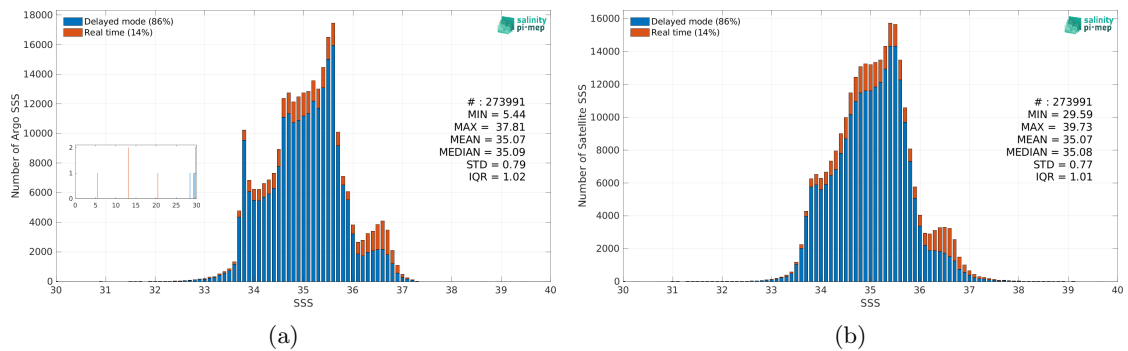 Delayed mode (86%)
Real time (14%)
salinity
pi-mep
Number of Argo SSS
18000
16000
14000
12000
10000
8000
6000
4000
2000
0
# : 273991
MIN = 5.44
MAX = 37.81
MEAN = 35.07
MEDIAN = 35.09
STD = 0.79
IQR = 1.02
2
1
0
0 5 10 15 20 25 30
30 31 32 33 34 35 36 37 38 39 40
SSS
(a)
Delayed mode (86%)
Real time (14%)
salinity
pi-mep
Number of Satellite SSS
16000
14000
12000
10000
8000
6000
4000
2000
0
# : 273991
MIN = 29.59
MAX = 39.73
MEAN = 35.07
MEDIAN = 35.08
STD = 0.77
IQR = 1.01
30 31 32 33 34 35 36 37 38 39 40
SSS
(b)